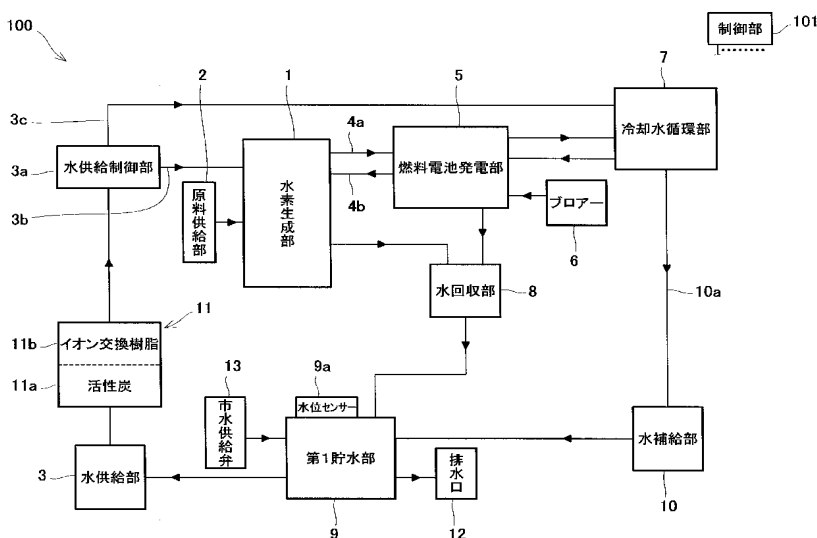 100
制御部
101
2
1
5
7
3c
4a
冷却水循環部
燃料電池発電部
3a
水供給制御部
3b
4b
原料供給部
水素生成部
ブロアー
6
水回収部
8
10a
11
11b
イオン交換樹脂
11a
活性炭
13
9a
水位センサー
市水供給弁
第1貯水部
水補給部
3
水供給部
排水口
9
12
10